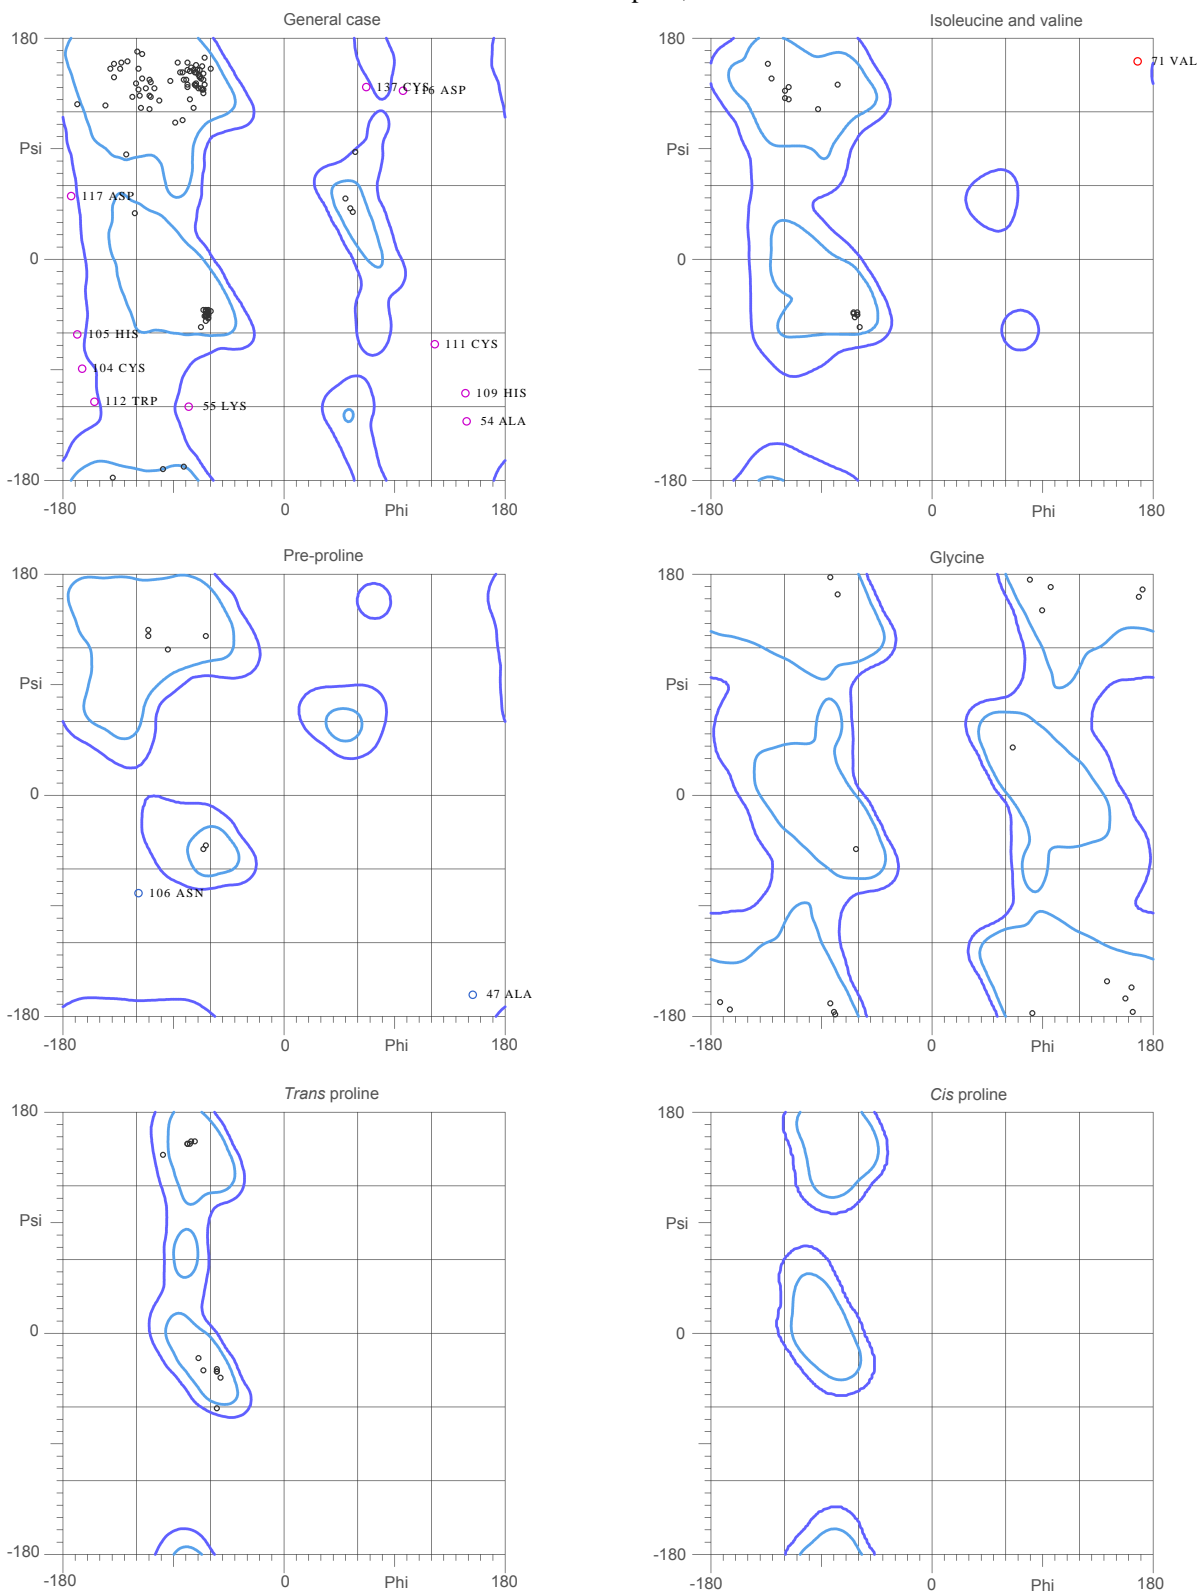 General case
180
Psi
0
-180
-180
0
Phi
180
137 CYS
116 ASP
117 ASP
105 HIS
104 CYS
112 TRP
55 LYS
111 CYS
109 HIS
54 ALA
Isoleucine and valine
180
Psi
0
-180
-180
0
Phi
180
71 VAL
Pre-proline
180
Psi
0
-180
-180
0
Phi
180
106 ASN
47 ALA
Glycine
180
Psi
0
-180
-180
0
Phi
180
Trans proline
180
Psi
0
-180
-180
0
Phi
180
Cis proline
180
Psi
0
-180
-180
0
Phi
180